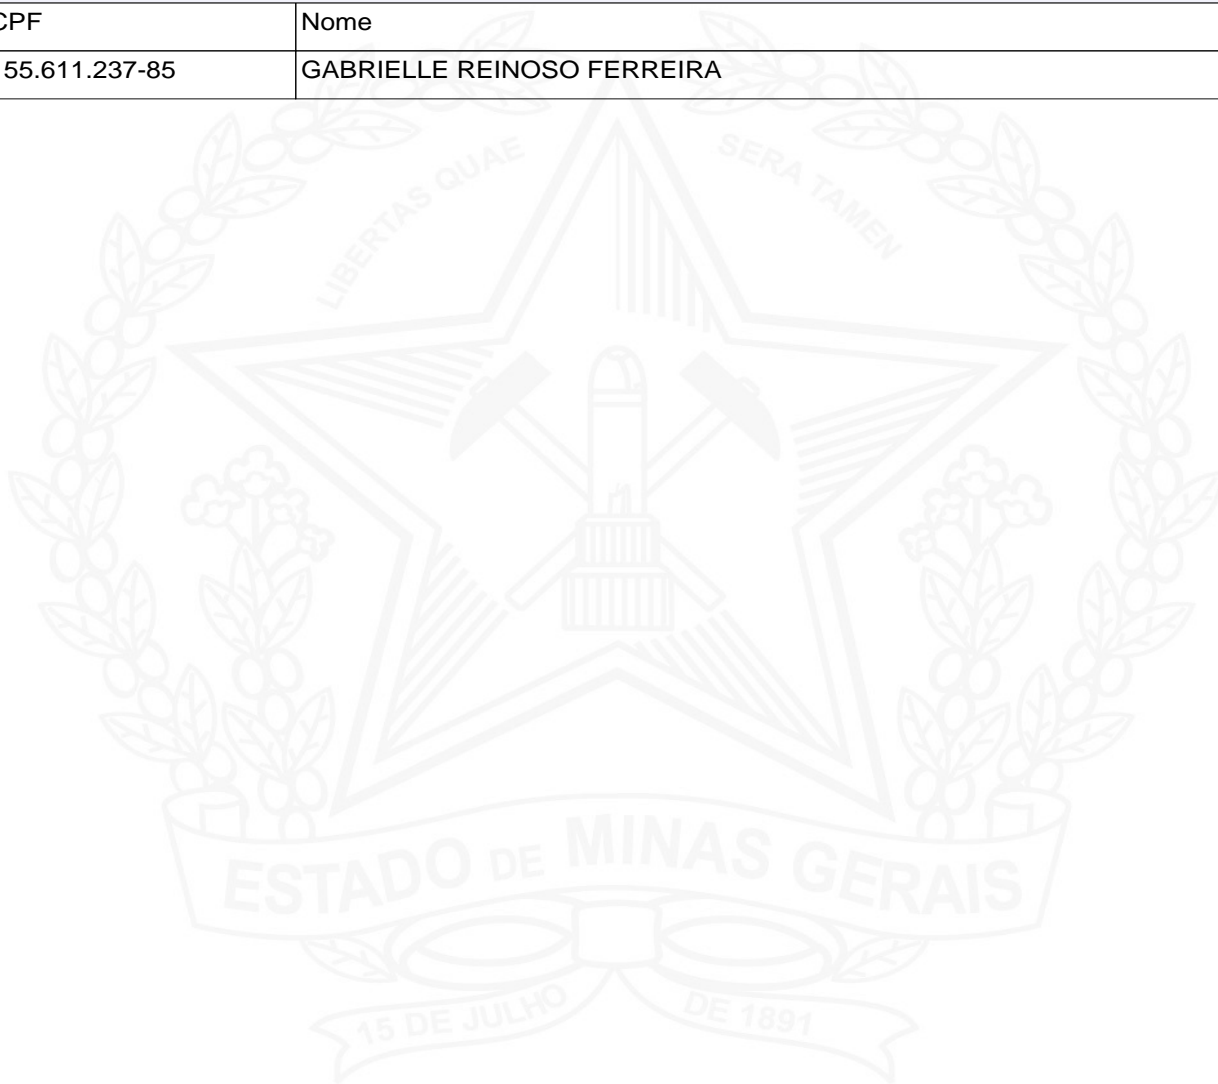 CPF Nome
55.611.237-85 GABRIELLE REINOSO FERREIRA
LIBERTAS QUAE SERA TAMEN
ESTADO DE MINAS GERAIS
15 DE JULHO DE 1891